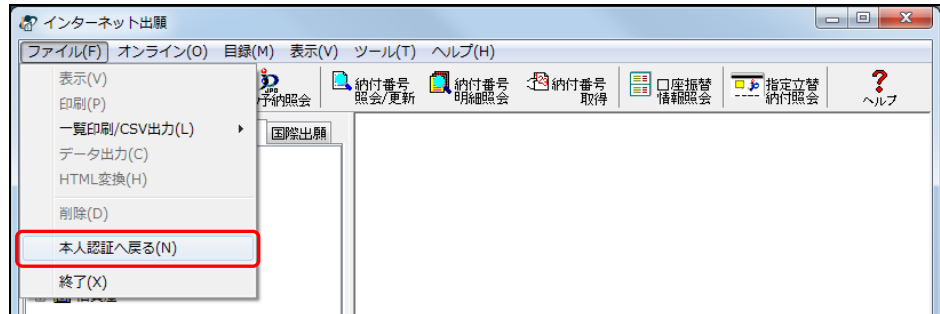 インターネット出願
ファイル(F) オンライン(O) 目録(M) 表示(V) ツール(T) ヘルプ(H)
表示(V)
印刷(P)
一覧印刷/CSV出力(L)
データ出力(C)
HTML変換(H)
削除(D)
本人認証へ戻る(N)
終了(X)
予納照会
納付番号
照会/更新
納付番号
明細照会
納付番号
取得
口座振替
情報照会
指定立替
納付照会
ヘルプ
国際出願